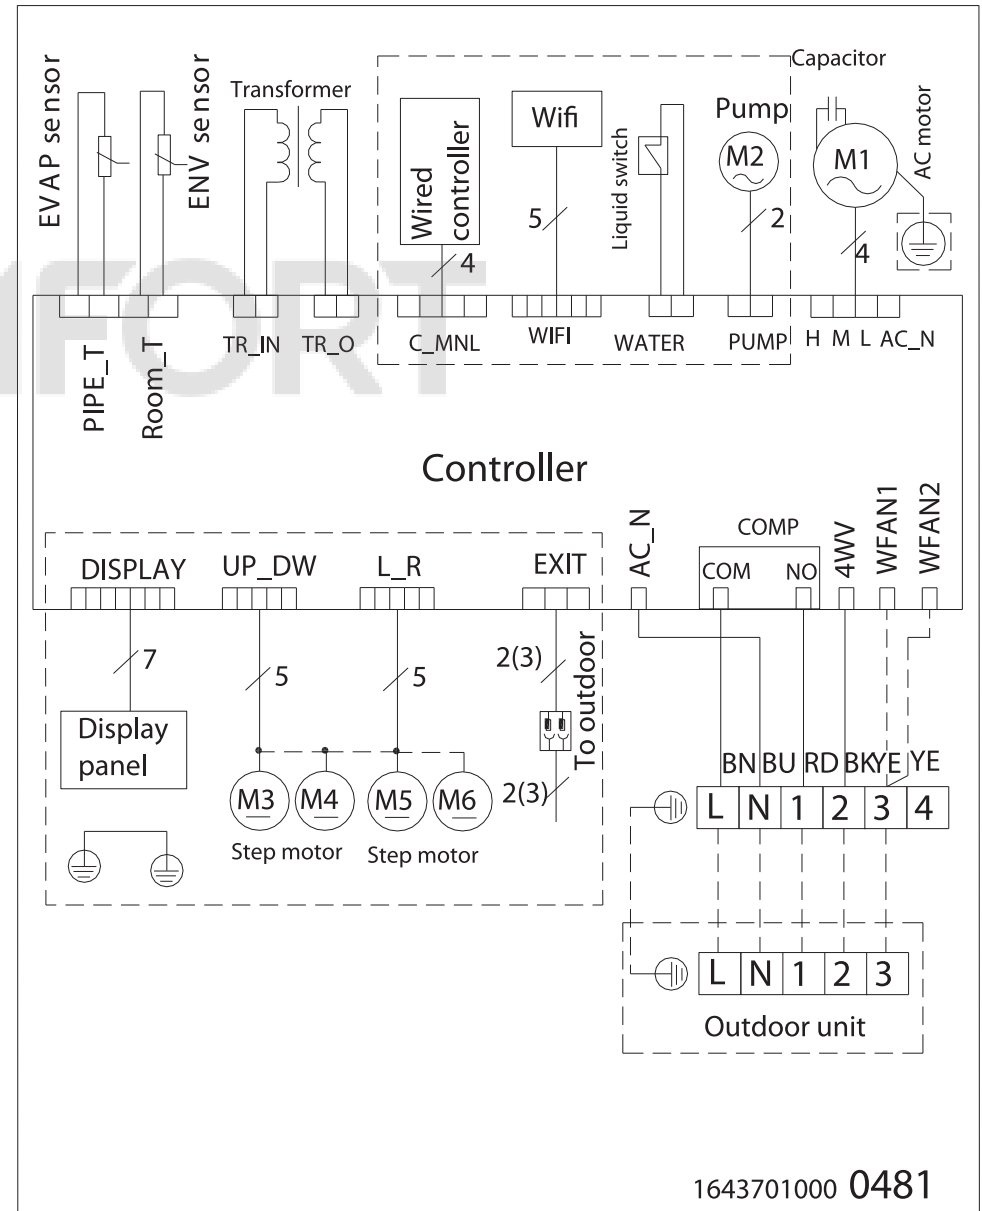 EVAP sensor
ENV sensor
Transformer
Wired
controller
Wifi
Liquid switch
Pump
M2
Capacitor
M1
AC motor
4
5
2
4
PIPE_T
Room_T
TR_IN
TR_O
C_MNL
WIFI
WATER
PUMP
H M L AC_N
Controller
DISPLAY
UP_DW
L_R
EXIT
AC_N
COMP
COM
NO
4WV
WFAN1
WFAN2
7
5
5
2(3)
To outdoor
2(3)
Display
panel
M3
M4
M5
M6
Step motor
Step motor
BN BU RD BK YE YE
L N 1 2 3 4
L N 1 2 3
Outdoor unit
1643701000 0481